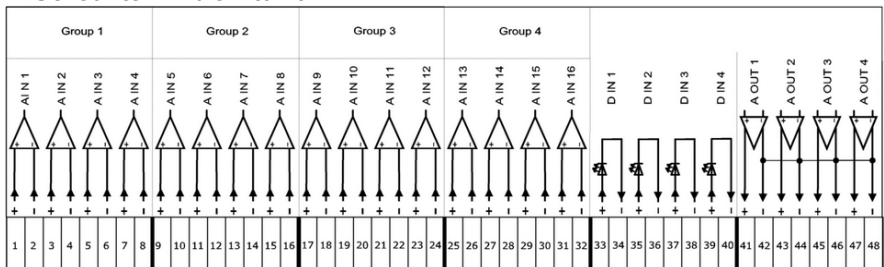 Group 1 Group 2 Group 3 Group 4
AI IN 1 A IN 2 A IN 3 A IN 4 A IN 5 A IN 6 A IN 7 A IN 8 A IN 9 A IN 10 A IN 11 A IN 12 A IN 13 A IN 14 A IN 15 A IN 16 D IN 1 D IN 2 D IN 3 D IN 4 A OUT 1 A OUT 2 A OUT 3 A OUT 4
+ - + - + - + - + - + - + - + - + - + - + - + - + - + - + - + - + - + - + - + -
+ - + - + - + - + - + - + - + - + - + - + - + - + - + - + - + - + - + - + - + - + - + - + - + -
1 2 3 4 5 6 7 8 9 10 11 12 13 14 15 16 17 18 19 20 21 22 23 24 25 26 27 28 29 30 31 32 33 34 35 36 37 38 39 40 41 42 43 44 45 46 47 48